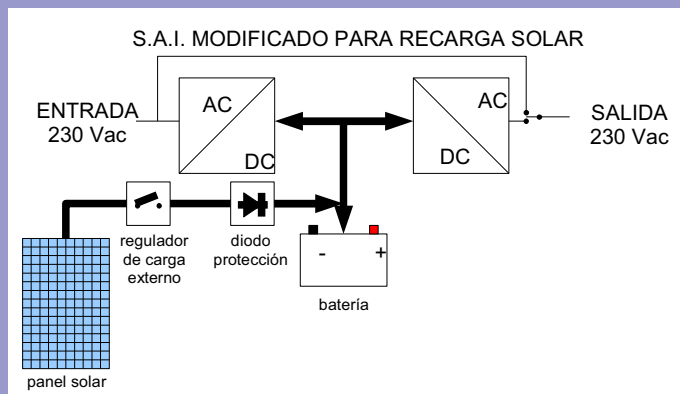 S.A.I. MODIFICADO PARA RECARGA SOLAR
ENTRADA
230 Vac
AC
DC
AC
DC
SALIDA
230 Vac
regulador
de carga
externo
diodo
protección
- +
batería
panel solar